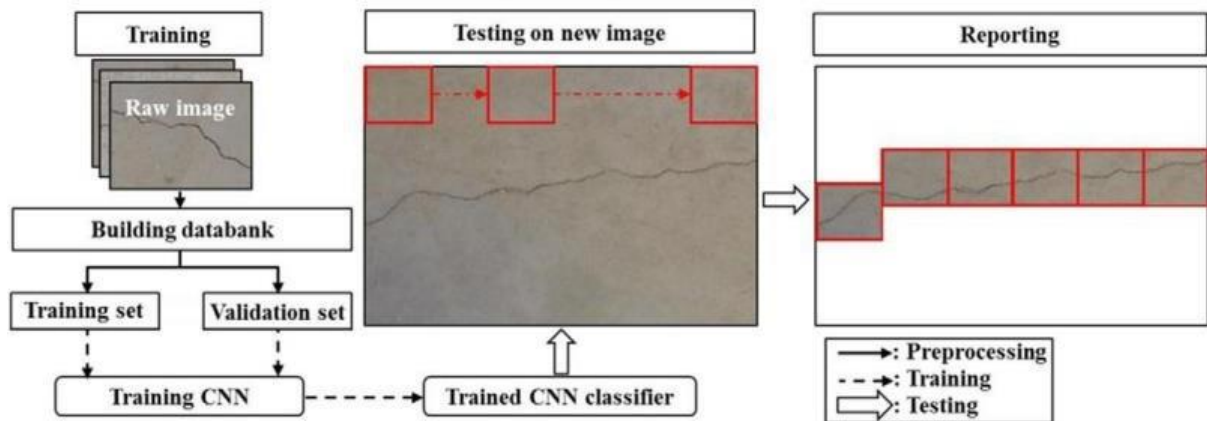 Training
Raw image
Building databank
Training set
Validation set
Training CNN
Trained CNN classifier
Testing on new image
Reporting
: Preprocessing
: Training
: Testing